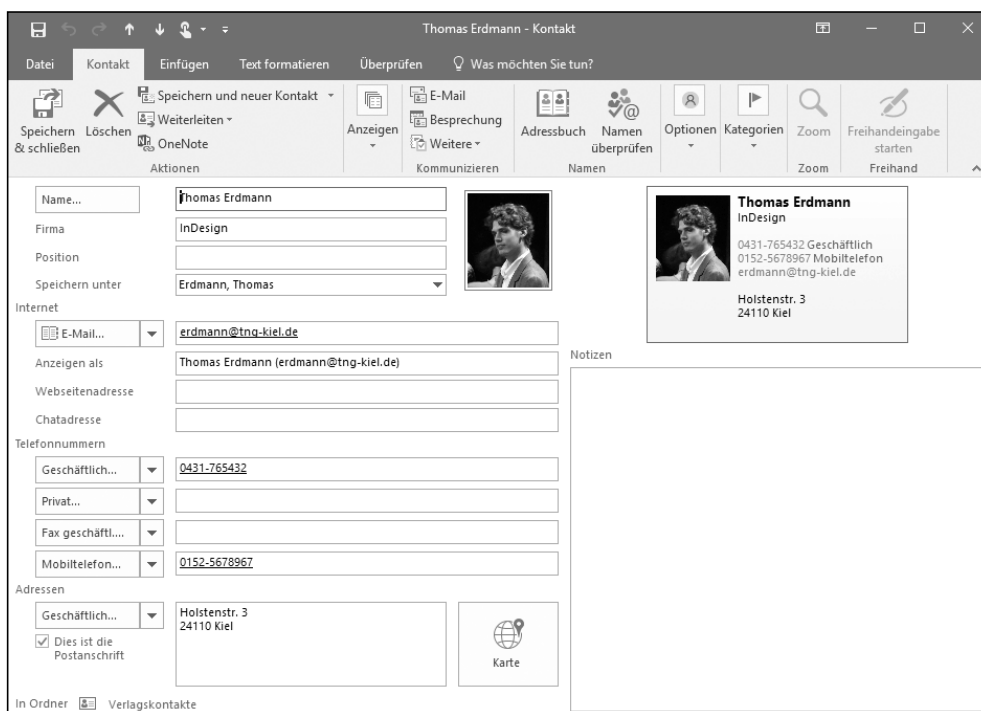 Thomas Erdmann - Kontakt
Datei Kontakt Einfügen Text formatieren Überprüfen Was möchten Sie tun?
Speichern & schließen
Löschen
Speichern und neuer Kontakt
Weiterleiten
OneNote
Aktionen
Anzeigen
E-Mail
Besprechung
Weitere
Kommunizieren
Adressbuch
Namen überprüfen
Namen
Optionen
Kategorien
Zoom
Zoom
Freihandeingabe starten
Freihand
Name... Thomas Erdmann
Firma InDesign
Position
Speichern unter Erdmann, Thomas
Internet
E-Mail... erdmann@tng-kiel.de
Anzeigen als Thomas Erdmann (erdmann@tng-kiel.de)
Webseitenadresse
Chatadresse
Telefonnummern
Geschäftlich... 0431-765432
Privat...
Fax geschäftl....
Mobiltelefon... 0152-5678967
Adressen
Geschäftlich... Holstenstr. 3
24110 Kiel
Dies ist die
Postanschrift
Karte
Thomas Erdmann
InDesign
0431-765432 Geschäftlich
0152-5678967 Mobiltelefon
erdmann@tng-kiel.de
Holstenstr. 3
24110 Kiel
Notizen
In Ordner Verlagskontakte